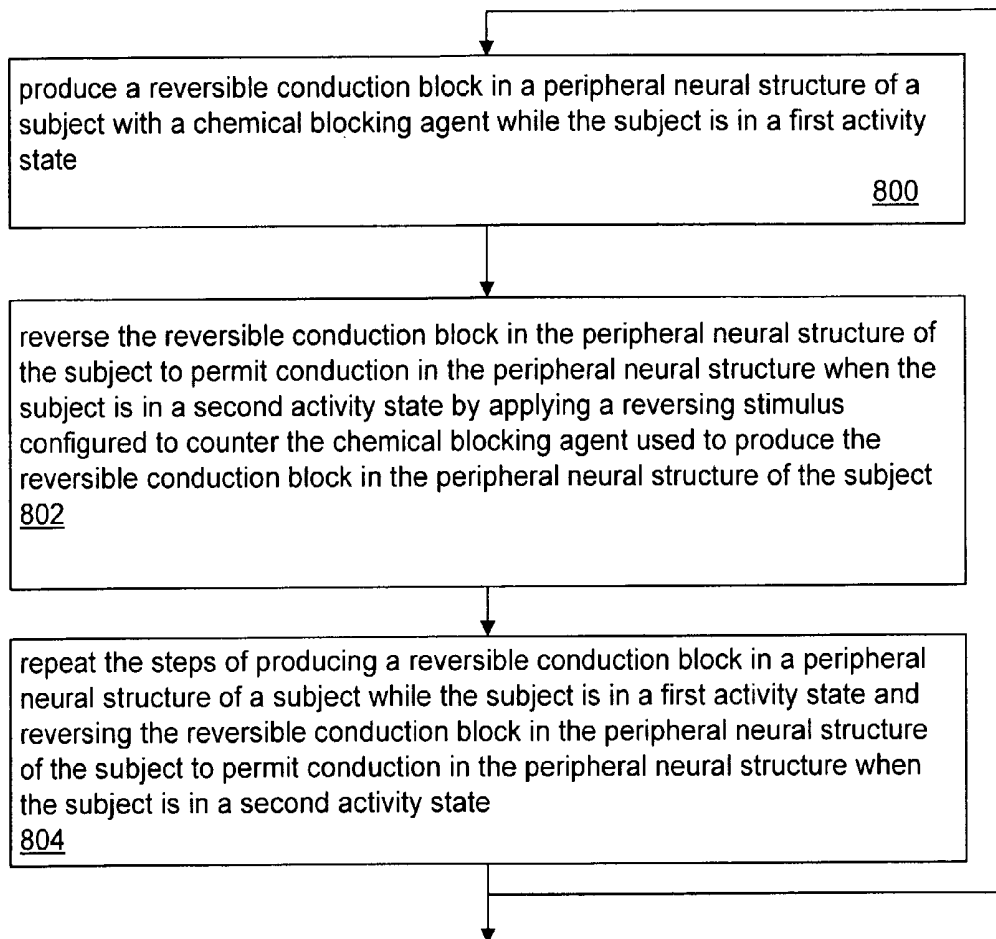 produce a reversible conduction block in a peripheral neural structure of a
subject with a chemical blocking agent while the subject is in a first activity
state
800
reverse the reversible conduction block in the peripheral neural structure of
the subject to permit conduction in the peripheral neural structure when the
subject is in a second activity state by applying a reversing stimulus
configured to counter the chemical blocking agent used to produce the
reversible conduction block in the peripheral neural structure of the subject
802
repeat the steps of producing a reversible conduction block in a peripheral
neural structure of a subject while the subject is in a first activity state and
reversing the reversible conduction block in the peripheral neural structure
of the subject to permit conduction in the peripheral neural structure when
the subject is in a second activity state
804